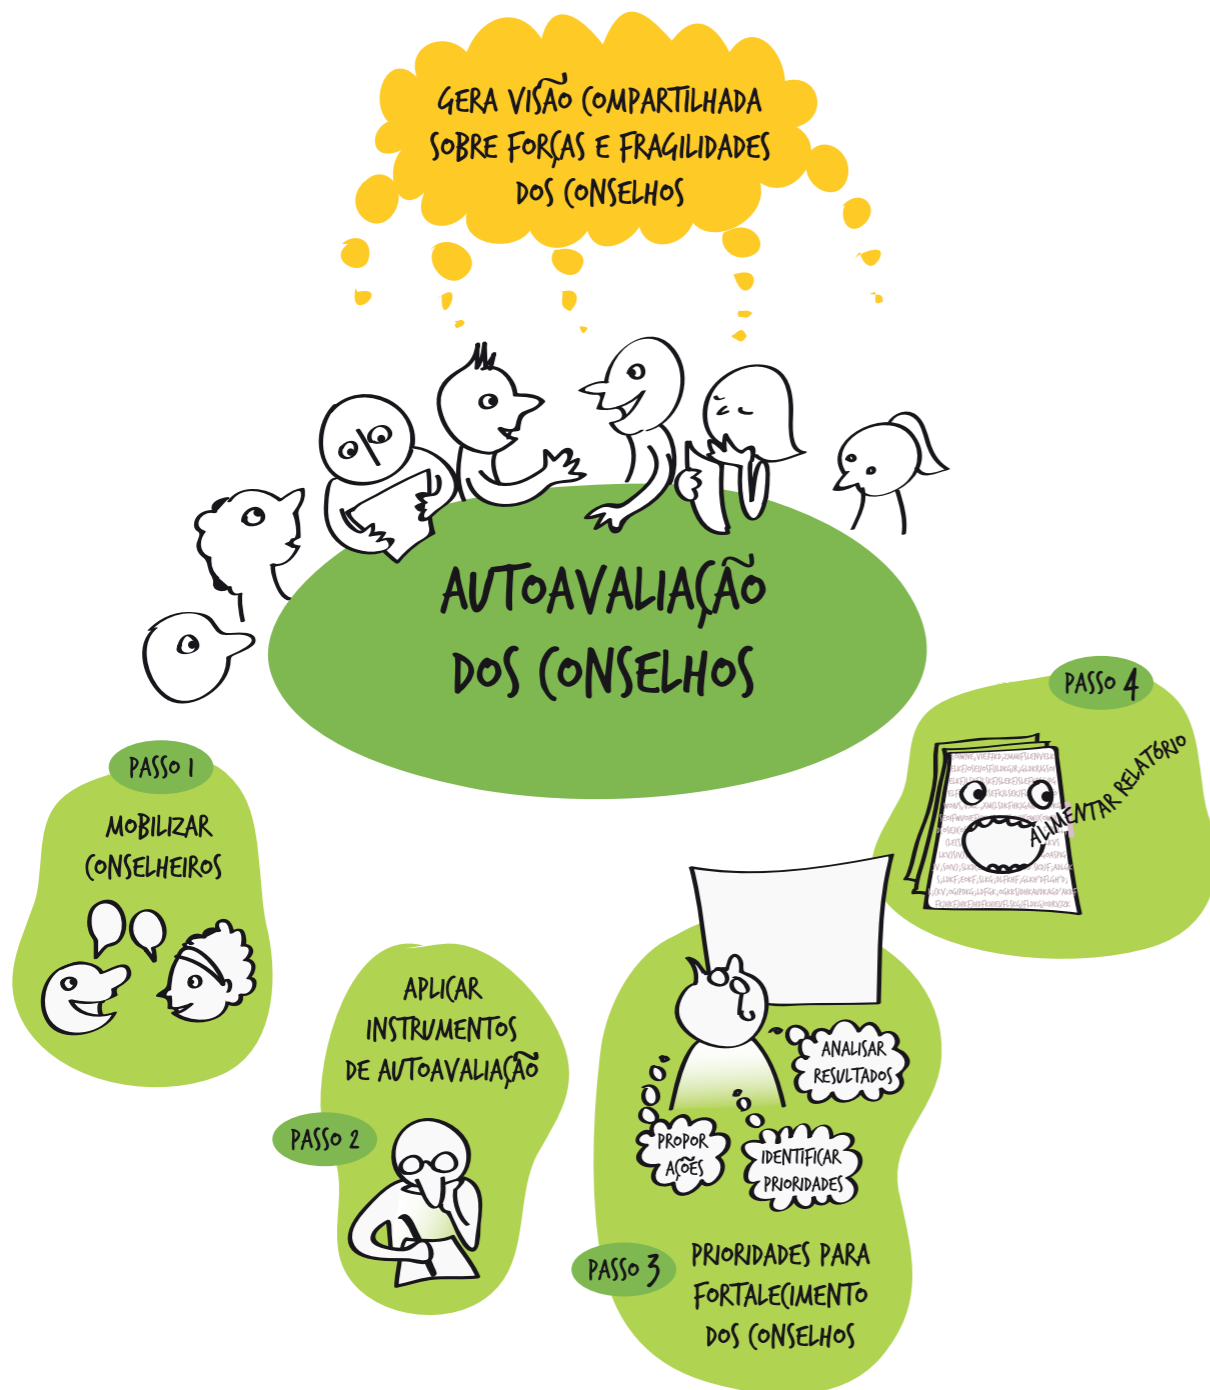 GERA VISÃO COMPARTILHADA
SOBRE FORÇAS E FRAGILIDADES
DOS CONSELHOS
AUTOAVALIAÇÃO
DOS CONSELHOS
PASSO 1
MOBILIZAR
CONSELHEIROS
APLICAR
INSTRUMENTOS
DE AUTOAVALIAÇÃO
PASSO 2
ANALISAR
RESULTADOS
PROPOR
AÇÕES
IDENTIFICAR
PRIORIDADES
PASSO 3
PRIORIDADES PARA
FORTALECIMENTO
DOS CONSELHOS
PASSO 4
ALIMENTAR RELATÓRIO